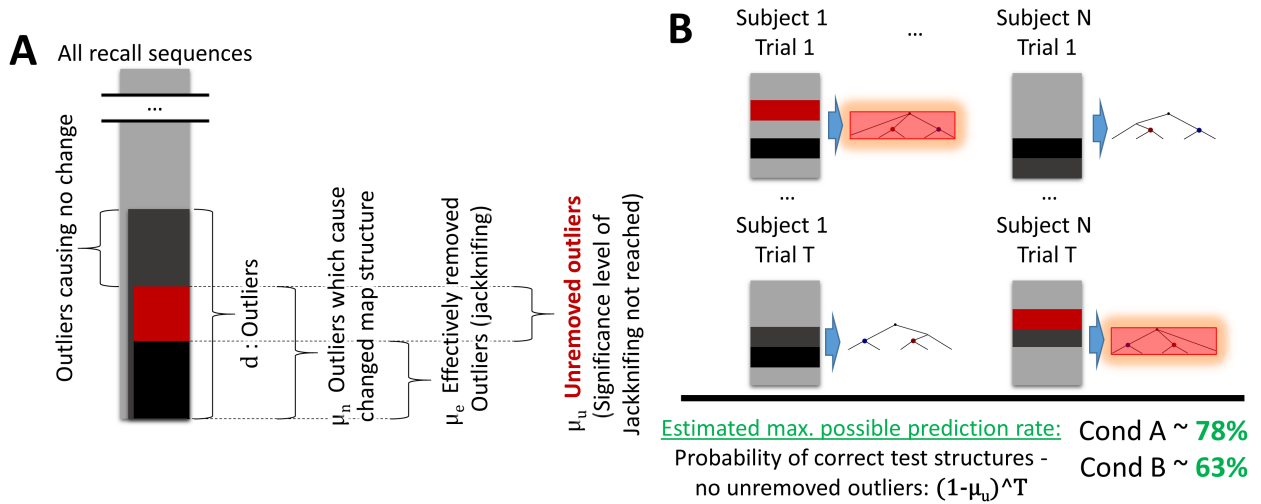 A
All recall sequences
...
Outliers causing no change
d : Outliers
μn Outliers which cause
changed map structure
μe Effectively removed
Outliers (jackknifing)
μu Unremoved outliers
(Significance level of
Jackknifing not reached)
B
Subject 1
Trial 1
...
Subject N
Trial 1
...
Subject 1
Trial T
...
Subject N
Trial T
Estimated max. possible prediction rate:
Probability of correct test structures -
no unremoved outliers: (1-μu)^T
Cond A ~ 78%
Cond B ~ 63%